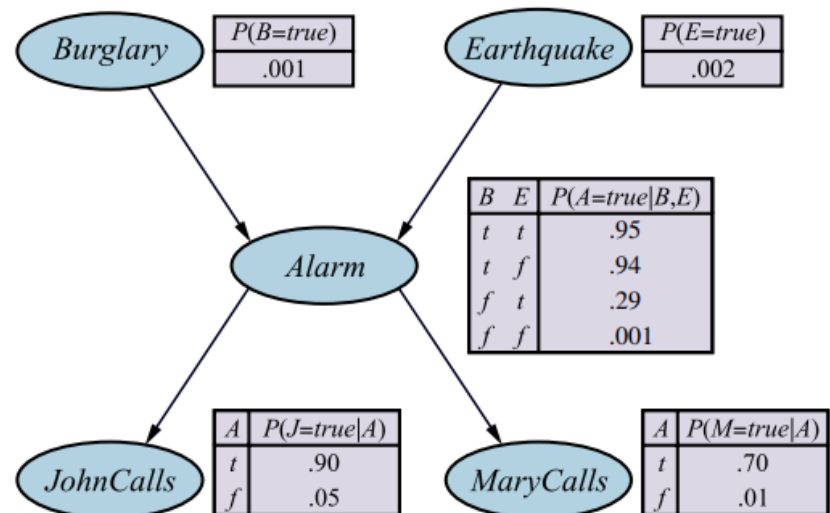 Burglary
P(B=true)
.001
Earthquake
P(E=true)
.002
B E P(A=true|B,E)
t t .95
t f .94
f t .29
f f .001
Alarm
JohnCalls
A P(J=true|A)
t .90
f .05
MaryCalls
A P(M=true|A)
t .70
f .01